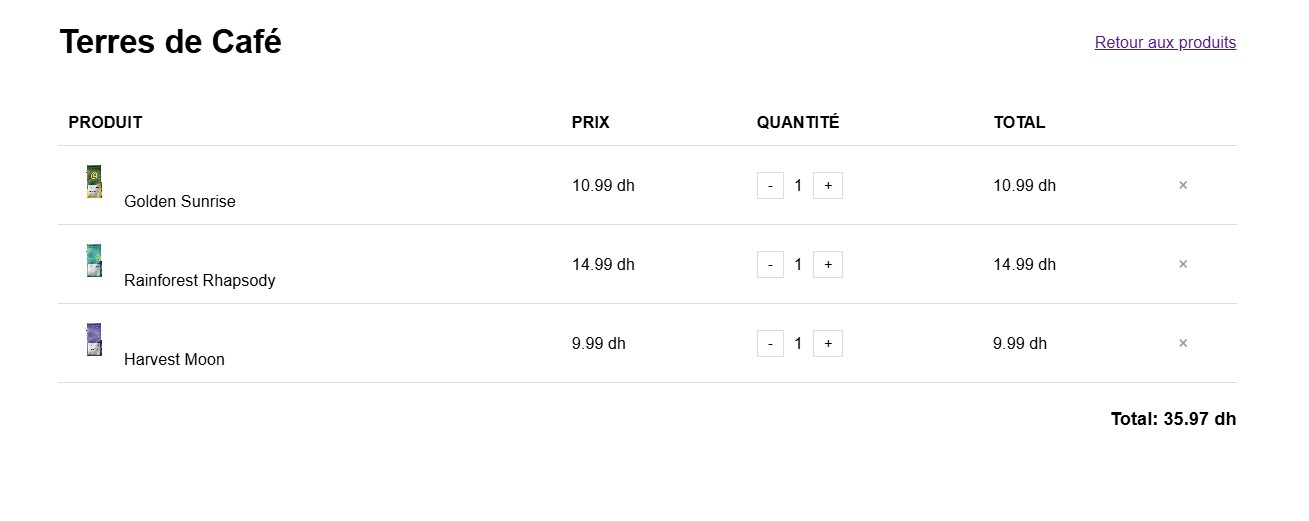 Terres de Café
Retour aux produits
PRODUIT PRIX QUANTITÉ TOTAL
Golden Sunrise 10.99 dh - 1 + 10.99 dh ×
Rainforest Rhapsody 14.99 dh - 1 + 14.99 dh ×
Harvest Moon 9.99 dh - 1 + 9.99 dh ×
Total: 35.97 dh